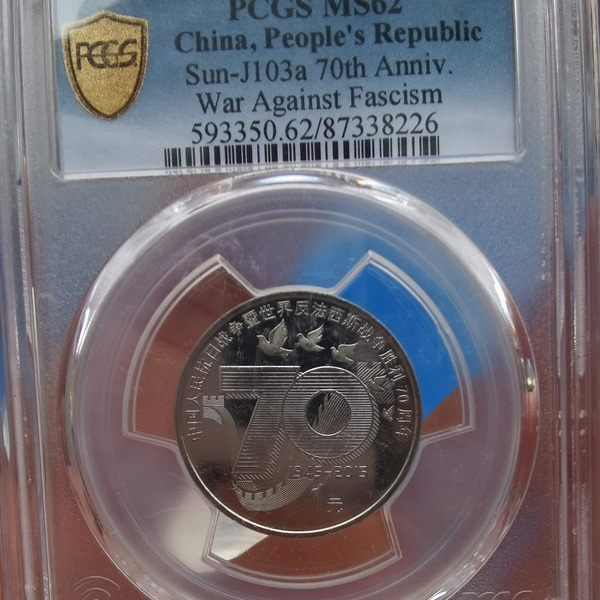 PCGS MS62
China, People's Republic
PCGS
Sun-J103a 70th Anniv.
War Against Fascism
593350.62/87338226
中国人民抗日战争暨世界反法西斯战争胜利70周年
70
1945-2015
元
PCGS